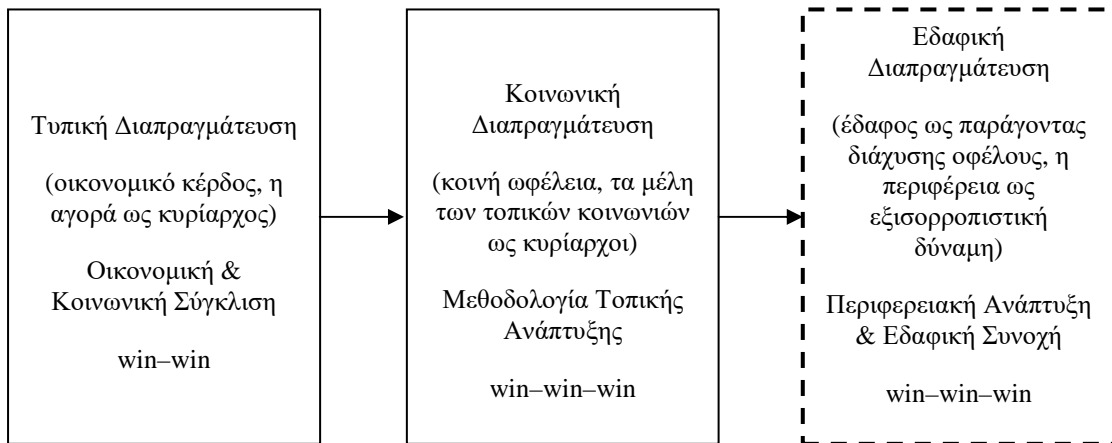 Τυπική Διαπραγμάτευση
(οικονομικό κέρδος, η
αγορά ως κυρίαρχος)
Οικονομική &
Κοινωνική Σύγκλιση
win–win
Κοινωνική
Διαπραγμάτευση
(κοινή ωφέλεια, τα μέλη
των τοπικών κοινωνιών
ως κυρίαρχοι)
Μεθοδολογία Τοπικής
Ανάπτυξης
win–win–win
Εδαφική
Διαπραγμάτευση
(έδαφος ως παράγοντας
διάχυσης οφέλους, η
περιφέρεια ως
εξισορροπιστική
δύναμη)
Περιφερειακή Ανάπτυξη
& Εδαφική Συνοχή
win–win–win